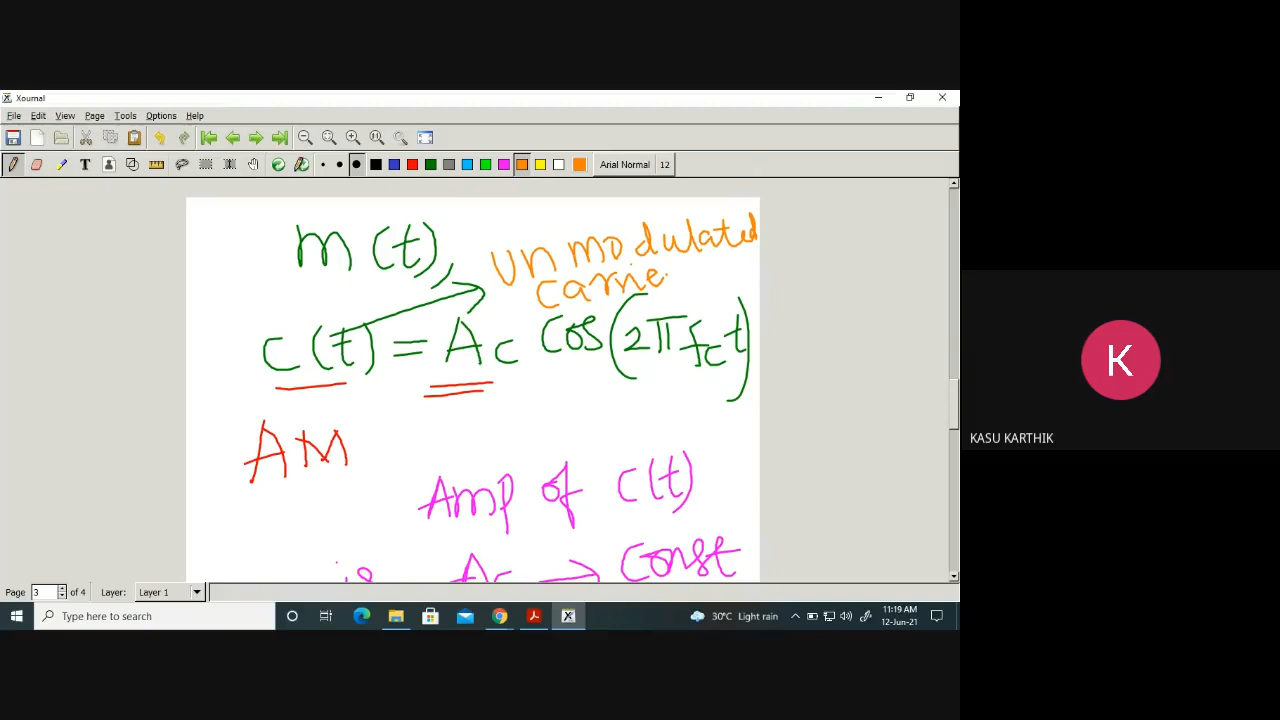 Xournal
File Edit View Page Tools Options Help
Arial Normal 12
m(t),
Unmodulated
carrie
c(t) = Ac Cos(2πfct)
AM
Amp of c(t)
is Ac → Const
Page 3 of 4 Layer: Layer 1
Type here to search
30°C Light rain
11:19 AM
12-Jun-21
K
KASU KARTHIK